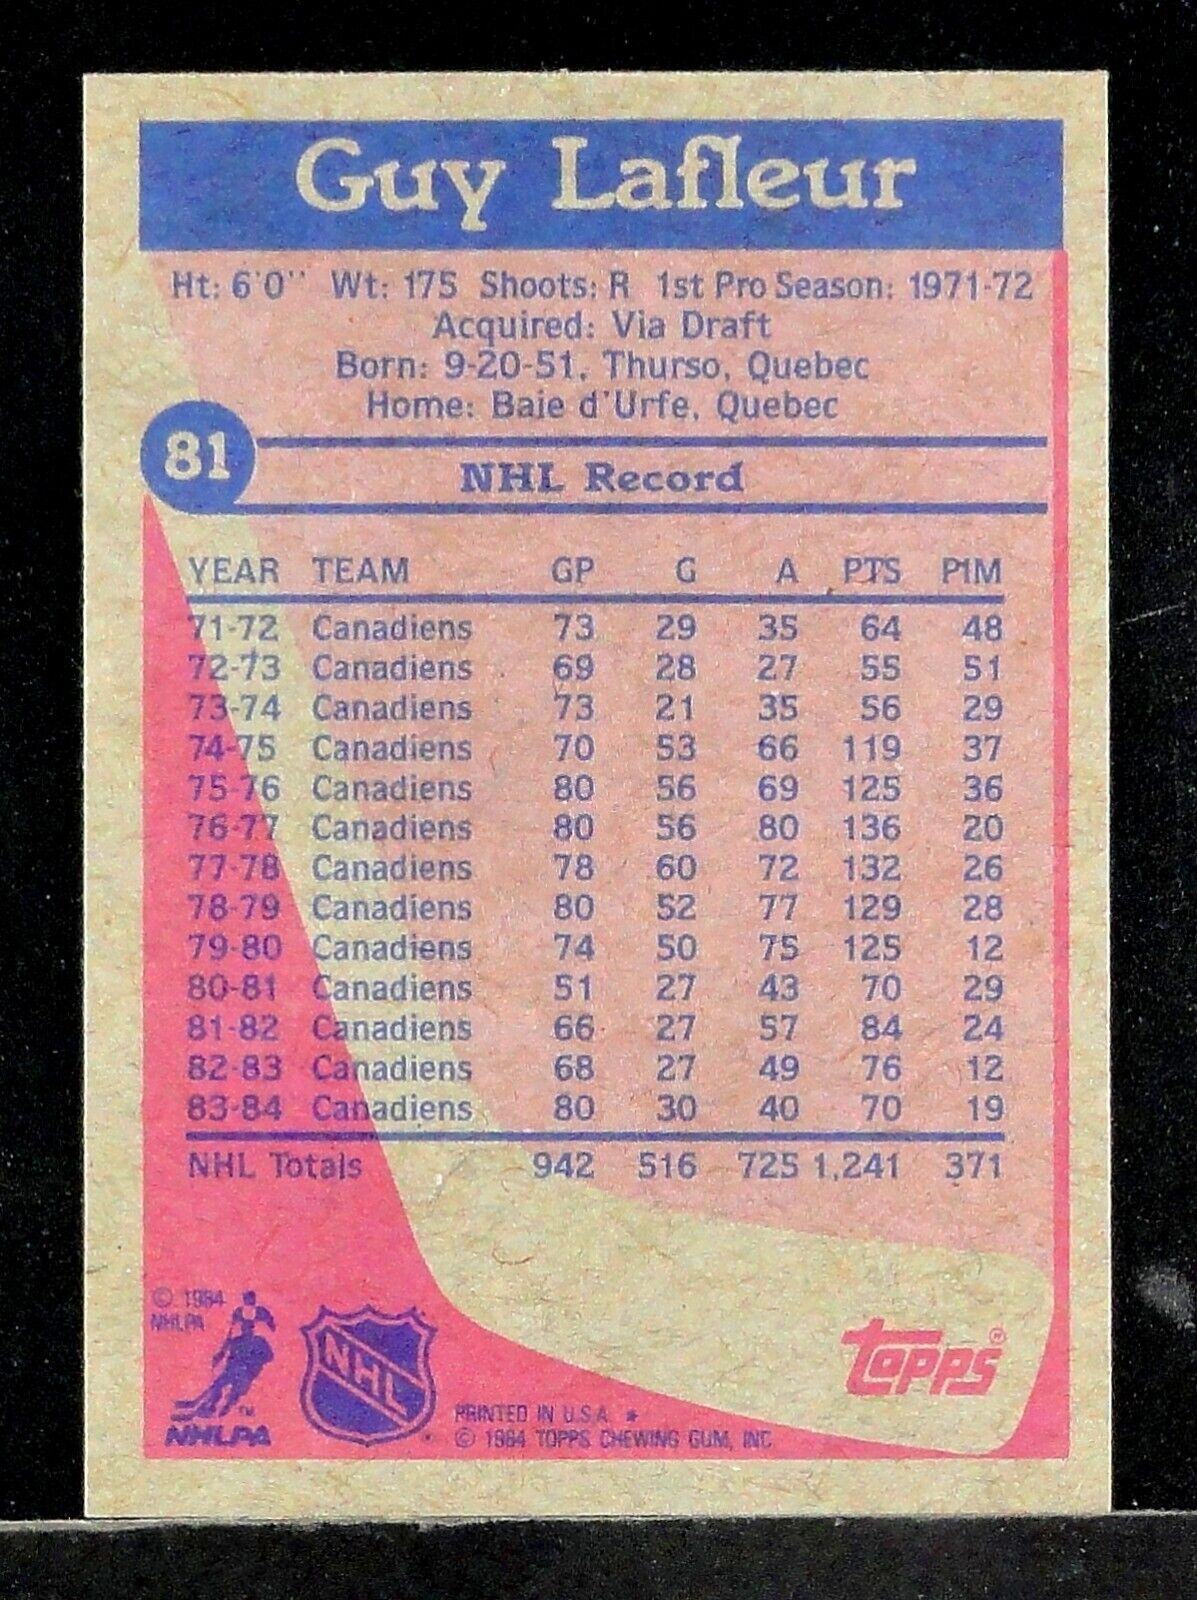 Guy Lafleur
Ht: 6'0" Wt: 175 Shoots: R 1st Pro Season: 1971-72
Acquired: Via Draft
Born: 9-20-51, Thurso, Quebec
Home: Baie d'Urfe, Quebec
81
NHL Record
YEAR TEAM GP G A PTS PIM
71-72 Canadiens 73 29 35 64 48
72-73 Canadiens 69 28 27 55 51
73-74 Canadiens 73 21 35 56 29
74-75 Canadiens 70 53 66 119 37
75-76 Canadiens 80 56 69 125 36
76-77 Canadiens 80 56 80 136 20
77-78 Canadiens 78 60 72 132 26
78-79 Canadiens 80 52 77 129 28
79-80 Canadiens 74 50 75 125 12
80-81 Canadiens 51 27 43 70 29
81-82 Canadiens 66 27 57 84 24
82-83 Canadiens 68 27 49 76 12
83-84 Canadiens 80 30 40 70 19
NHL Totals 942 516 725 1,241 371
© 1984
NHLPA
™
NHLPA
NHL
topps®
PRINTED IN U.S.A. *
© 1984 TOPPS CHEWING GUM, INC.